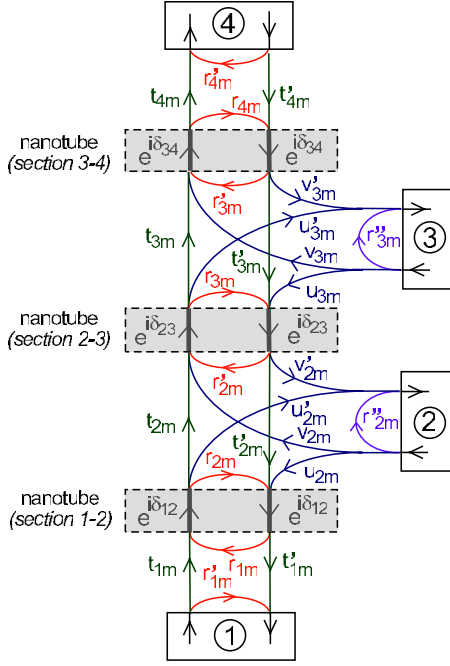 ④
r'4m
t4m r4m t'4m
nanotube
(section 3-4)
e^iδ34 e^iδ34
r'3m v'3m
t3m t'3m u'3m r''3m ③
v3m
r3m u3m
nanotube
(section 2-3)
e^iδ23 e^iδ23
r'2m v'2m
t2m t'2m u'2m r''2m ②
v2m
r2m u2m
nanotube
(section 1-2)
e^iδ12 e^iδ12
t1m r'1m r1m t'1m
①